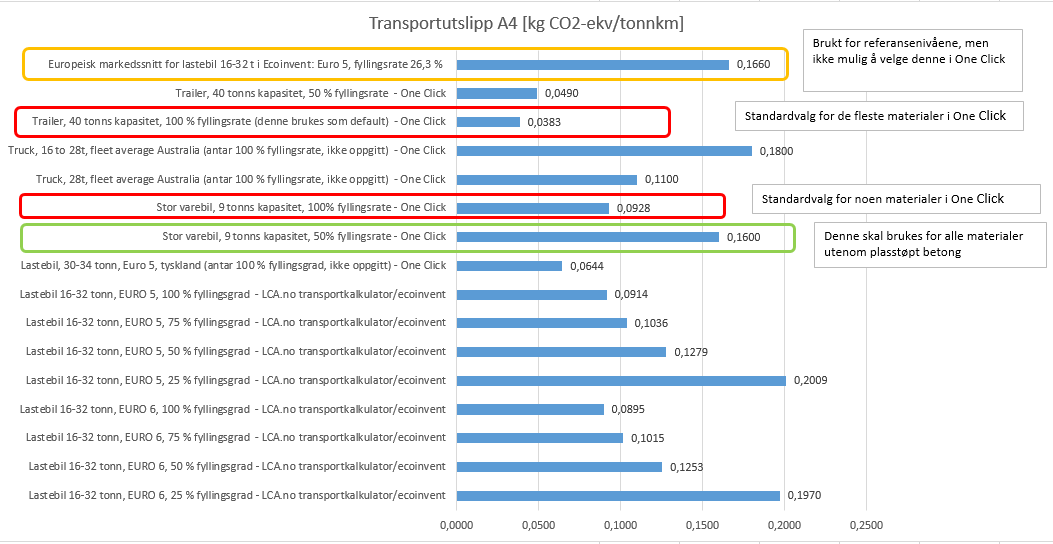 Transportutslipp A4 [kg CO2-ekv/tonnkm]
Brukt for referansenivåene, men
ikke mulig å velge denne i One Click
Europeisk markedssnitt for lastebil 16-32 t i Ecoinvent: Euro 5, fyllingsrate 26,3 %
0,1660
Trailer, 40 tonns kapasitet, 50 % fyllingsrate - One Click
0,0490
Standardvalg for de fleste materialer i One Click
Trailer, 40 tonns kapasitet, 100 % fyllingsrate (denne brukes som default) - One Click
0,0383
Truck, 16 to 28t, fleet average Australia (antar 100 % fyllingsrate, ikke oppgitt) - One Click
0,1800
Truck, 28t, fleet average Australia (antar 100 % fyllingsrate, ikke oppgitt) - One Click
0,1100
Standardvalg for noen materialer i One Click
Stor varebil, 9 tonns kapasitet, 100% fyllingsrate - One Click
0,0928
Stor varebil, 9 tonns kapasitet, 50% fyllingsrate - One Click
0,1600
Denne skal brukes for alle materialer
utenom plasstøpt betong
Lastebil, 30-34 tonn, Euro 5, tyskland (antar 100 % fyllingsgrad, ikke oppgitt) - One Click
0,0644
Lastebil 16-32 tonn, EURO 5, 100 % fyllingsgrad - LCA.no transportkalkulator/ecoinvent
0,0914
Lastebil 16-32 tonn, EURO 5, 75 % fyllingsgrad - LCA.no transportkalkulator/ecoinvent
0,1036
Lastebil 16-32 tonn, EURO 5, 50 % fyllingsgrad - LCA.no transportkalkulator/ecoinvent
0,1279
Lastebil 16-32 tonn, EURO 5, 25 % fyllingsgrad - LCA.no transportkalkulator/ecoinvent
0,2009
Lastebil 16-32 tonn, EURO 6, 100 % fyllingsgrad - LCA.no transportkalkulator/ecoinvent
0,0895
Lastebil 16-32 tonn, EURO 6, 75 % fyllingsgrad - LCA.no transportkalkulator/ecoinvent
0,1015
Lastebil 16-32 tonn, EURO 6, 50 % fyllingsgrad - LCA.no transportkalkulator/ecoinvent
0,1253
Lastebil 16-32 tonn, EURO 6, 25 % fyllingsgrad - LCA.no transportkalkulator/ecoinvent
0,1970
0,0000 0,0500 0,1000 0,1500 0,2000 0,2500